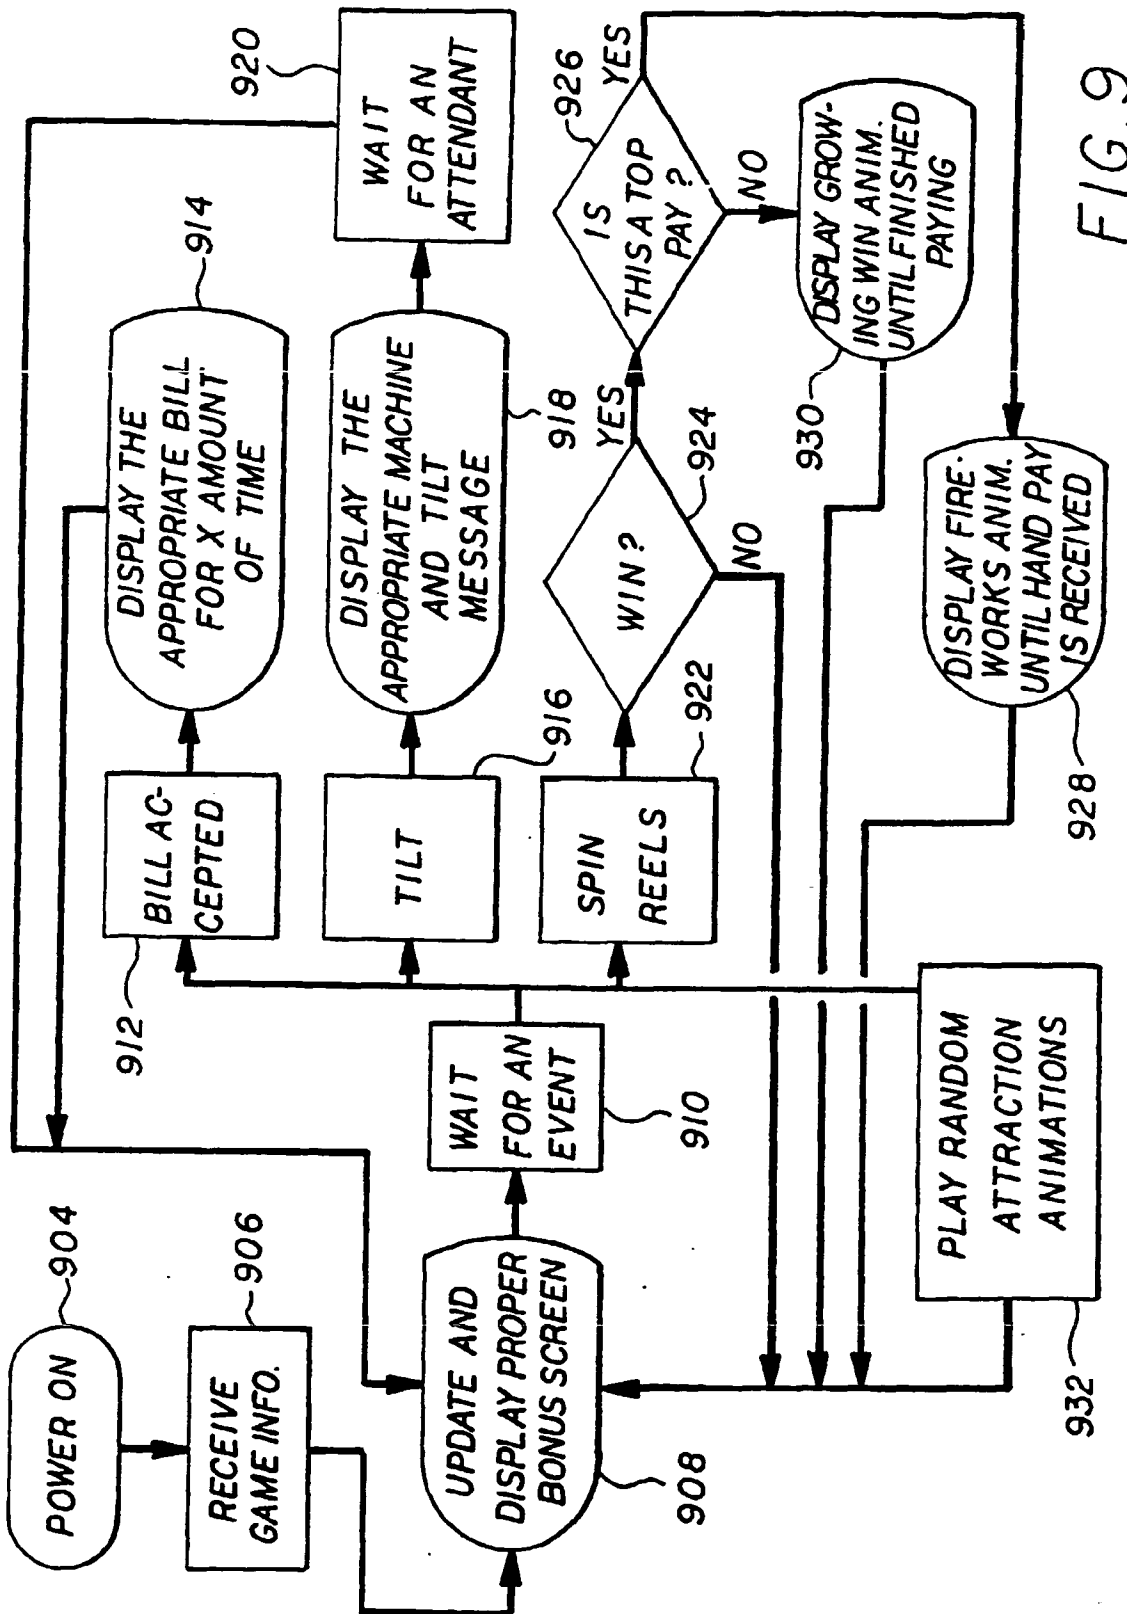 POWER ON
904
RECEIVE
GAME INFO.
906
UPDATE AND
DISPLAY PROPER
BONUS SCREEN
908
WAIT
FOR AN
EVENT
910
BILL AC-
CEPTED
912
DISPLAY THE
APPROPRIATE BILL
FOR X AMOUNT
OF TIME
914
TILT
916
DISPLAY THE
APPROPRIATE MACHINE
AND TILT
MESSAGE
918
WAIT
FOR AN
ATTENDANT
920
SPIN
REELS
922
WIN?
924
YES
NO
IS
THIS A TOP
PAY?
926
YES
NO
DISPLAY GROW-
ING WIN ANIM.
UNTIL FINISHED
PAYING
930
DISPLAY FIRE-
WORKS ANIM.
UNTIL HAND PAY
IS RECEIVED
928
PLAY RANDOM
ATTRACTION
ANIMATIONS
932
FIG. 9